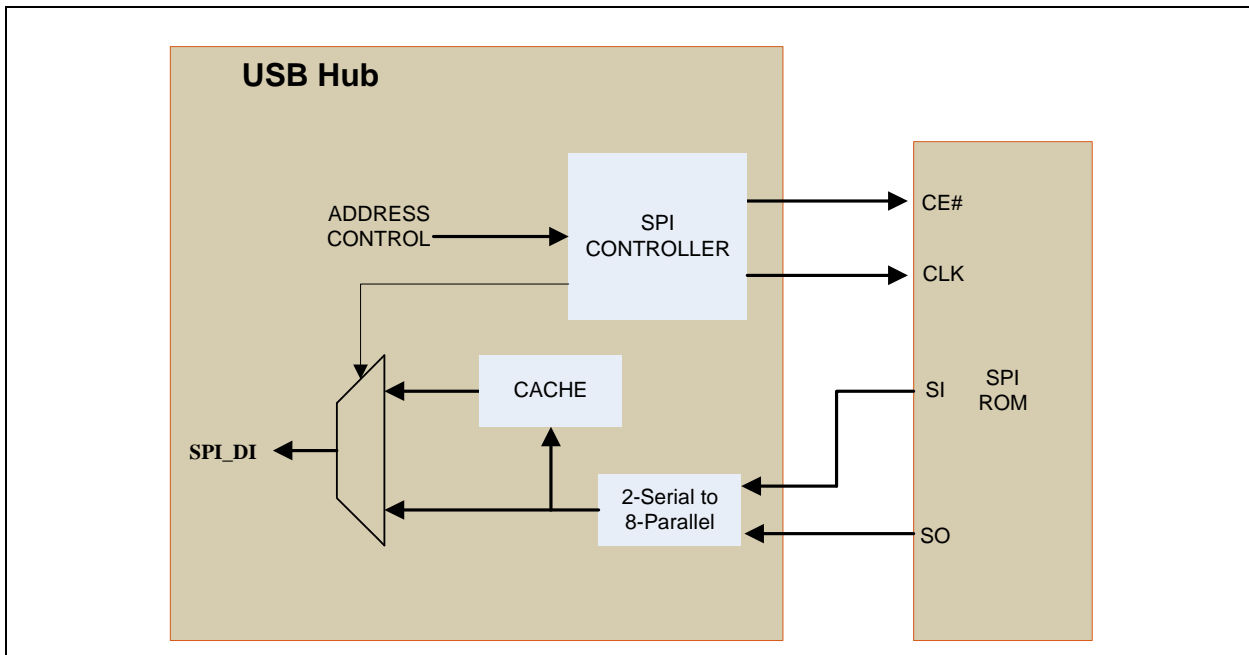 USB Hub
ADDRESS
CONTROL
SPI
CONTROLLER
CE#
CLK
CACHE
SI
SPI
ROM
SPI_DI
2-Serial to
8-Parallel
SO